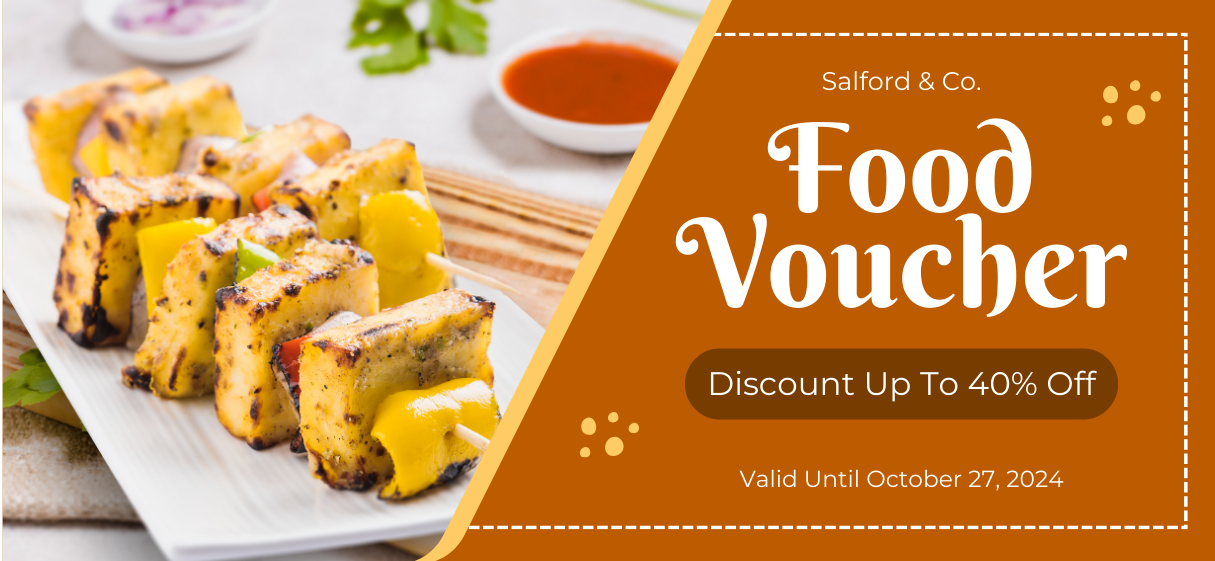 Salford & Co.
Food
Voucher
Discount Up To 40% Off
Valid Until October 27, 2024